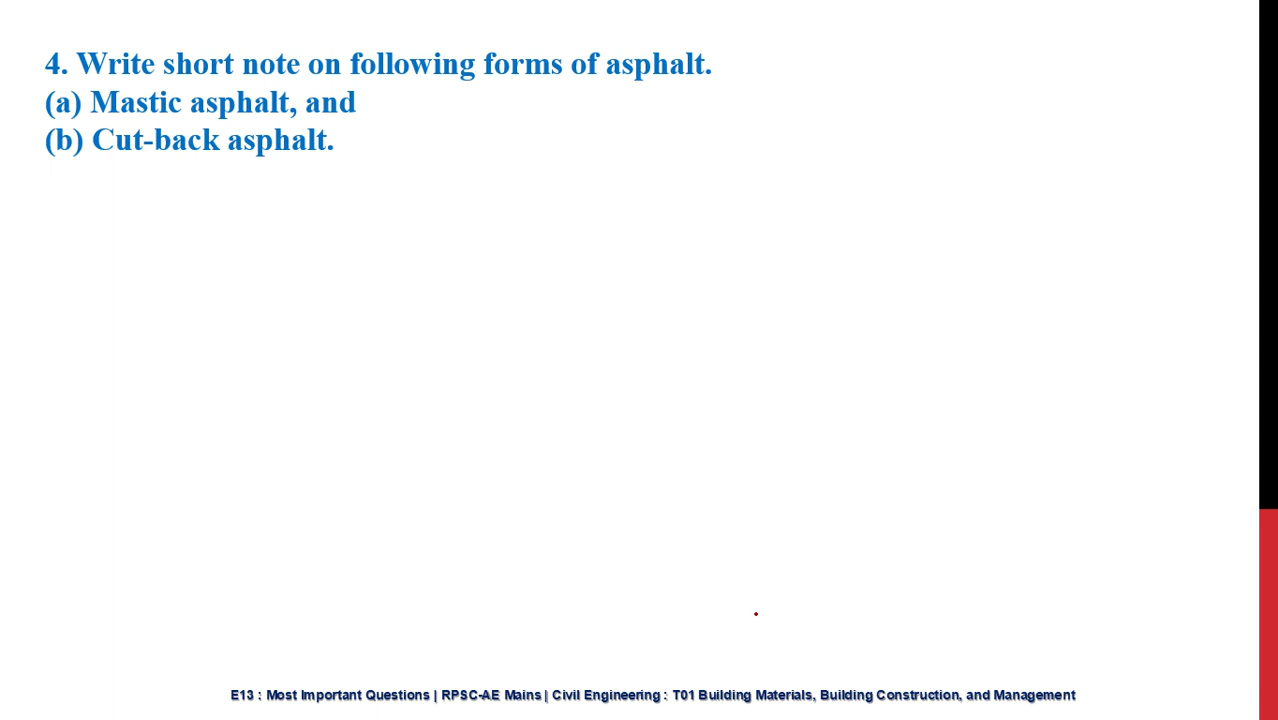 4. Write short note on following forms of asphalt.
(a) Mastic asphalt, and
(b) Cut-back asphalt.
E13 : Most Important Questions | RPSC-AE Mains | Civil Engineering : T01 Building Materials, Building Construction, and Management